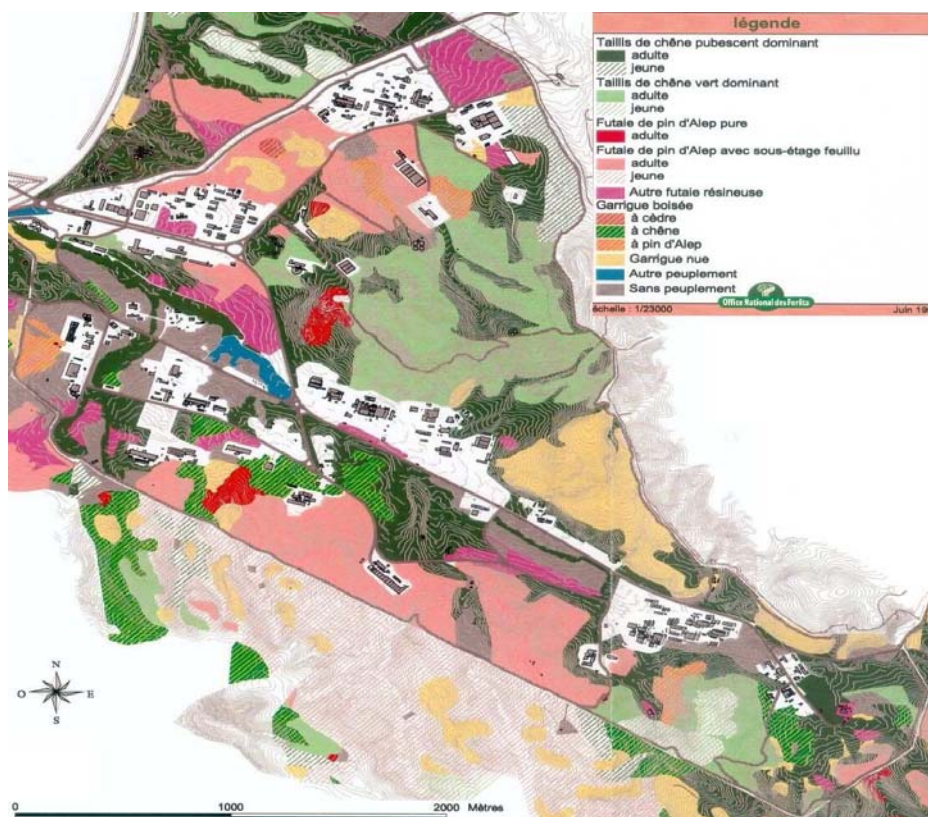 légende
Taillis de chêne pubescent dominant
adulte
jeune
Taillis de chêne vert dominant
adulte
jeune
Futaie de pin d'Alep pure
adulte
Futaie de pin d'Alep avec sous-étage feuillu
adulte
jeune
Autre futaie résineuse
Garrigue boisée
à cèdre
à chêne
à pin d'Alep
Garrigue nue
Autre peuplement
Sans peuplement
Office National des Forêts
échelle : 1/23000 Juin 19
N
O E
S
0 1000 2000 Mètres